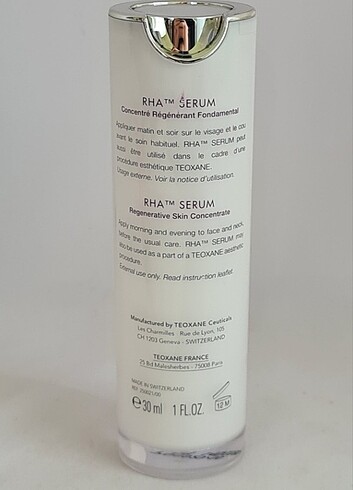 RHA™ SERUM
Concentré Régénérant Fondamental
Appliquer matin et soir sur le visage et le cou
avant le soin habituel. RHA™ SERUM peut
aussi être utilisé dans le cadre d'une
procédure esthétique TEOXANE.
Usage externe. Voir la notice d'utilisation.
RHA™ SERUM
Regenerative Skin Concentrate
Apply morning and evening to face and neck,
before the usual care. RHA™ SERUM may
also be used as a part of a TEOXANE aesthetic
procedure.
External use only. Read instruction leaflet.
Manufactured by TEOXANE Ceuticals
Les Charmilles - Rue de Lyon, 105
CH 1203 Geneva - SWITZERLAND
TEOXANE FRANCE
25 Bd Malesherbes - 75008 Paris
MADE IN SWITZERLAND
REF.
℮ 30 ml 1 FL.OZ. 12 M